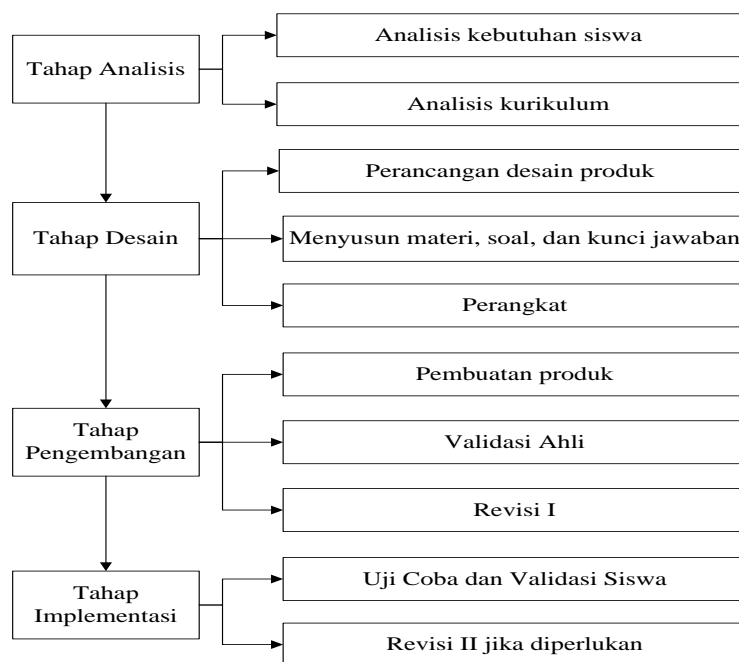 Analisis kebutuhan siswa
Tahap Analisis
Analisis kurikulum
Perancangan desain produk
Tahap Desain
Menyusun materi, soal, dan kunci jawaban
Perangkat
Pembuatan produk
Tahap
Pengembangan
Validasi Ahli
Revisi I
Uji Coba dan Validasi Siswa
Tahap
Implementasi
Revisi II jika diperlukan